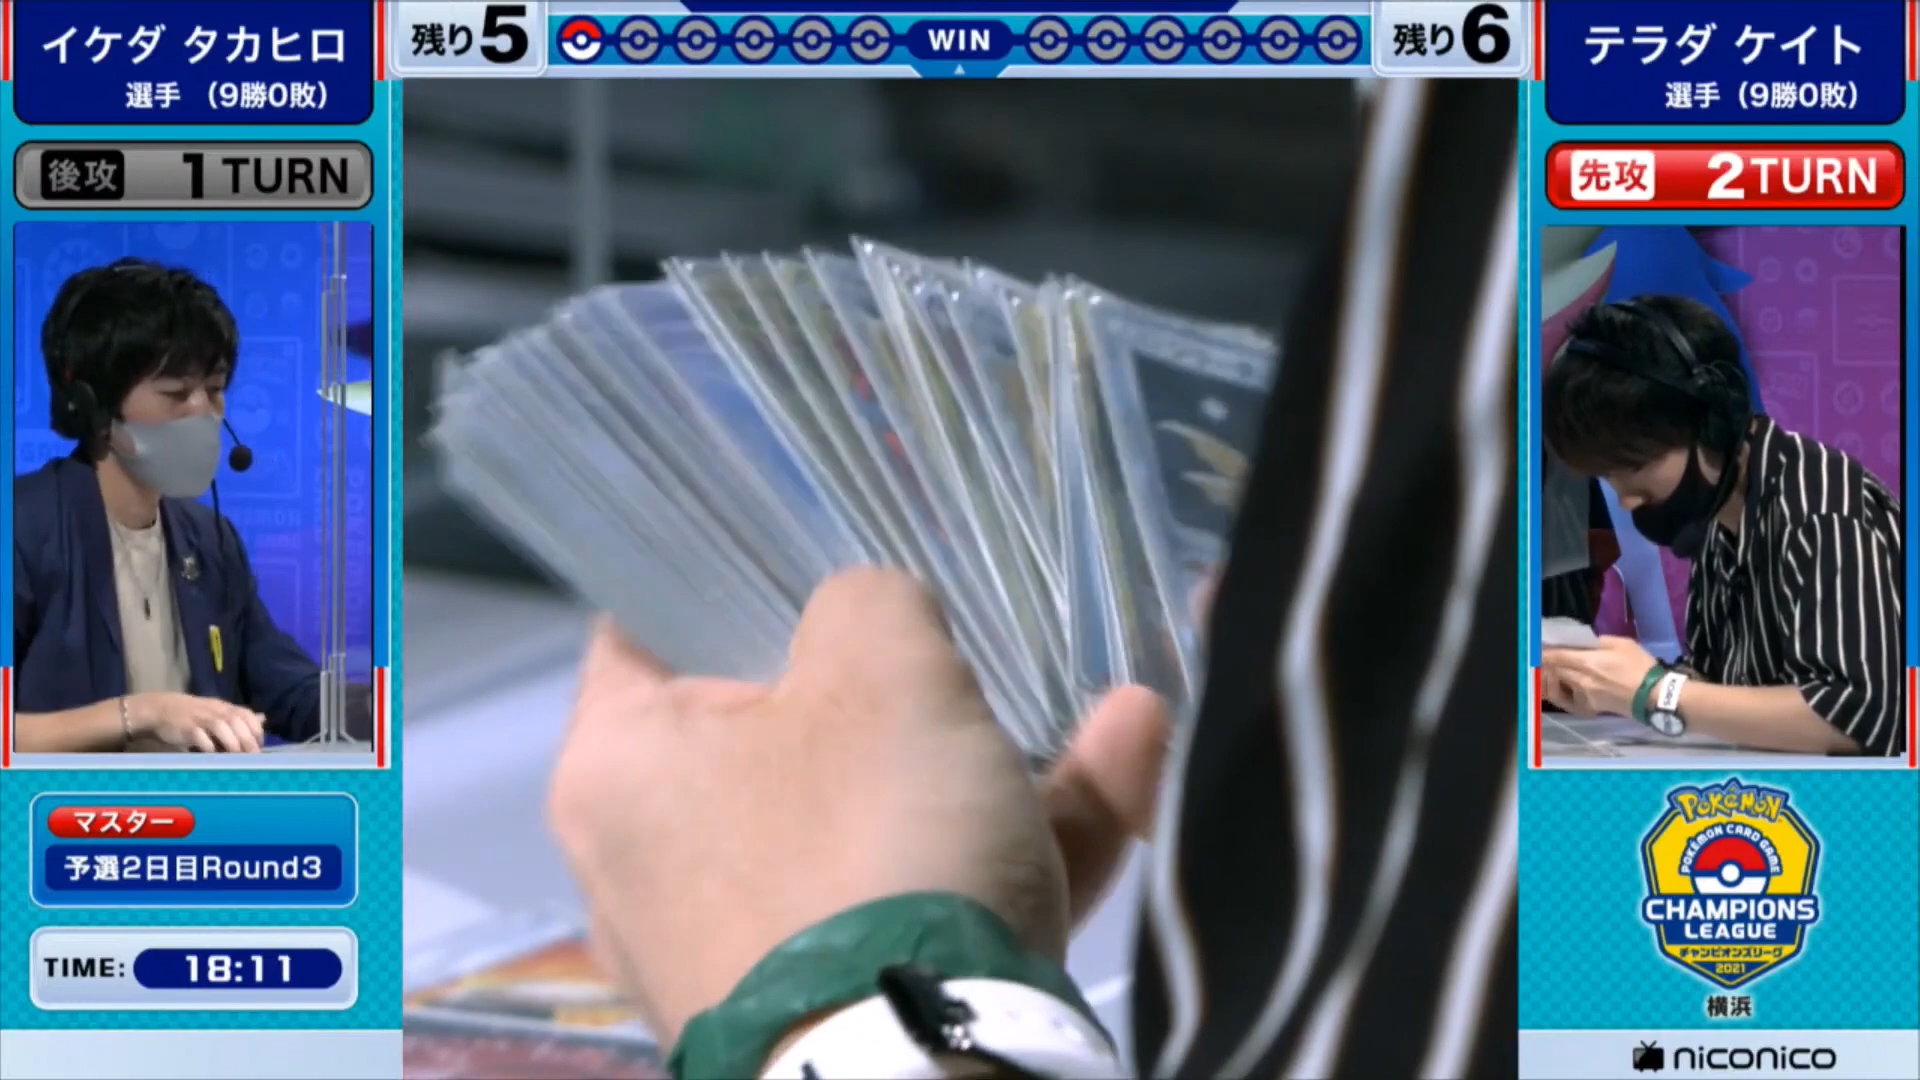 イケダ タカヒロ
選手 （9勝0敗）
後攻 1 TURN
残り5
WIN
残り6
テラダ ケイト
選手（9勝0敗）
先攻 2 TURN
マスター
予選2日目Round3
TIME: 18:11
POKÉMON
POKÉMON CARD GAME
CHAMPIONS
LEAGUE
チャンピオンズリーグ
2021
横浜
niconico